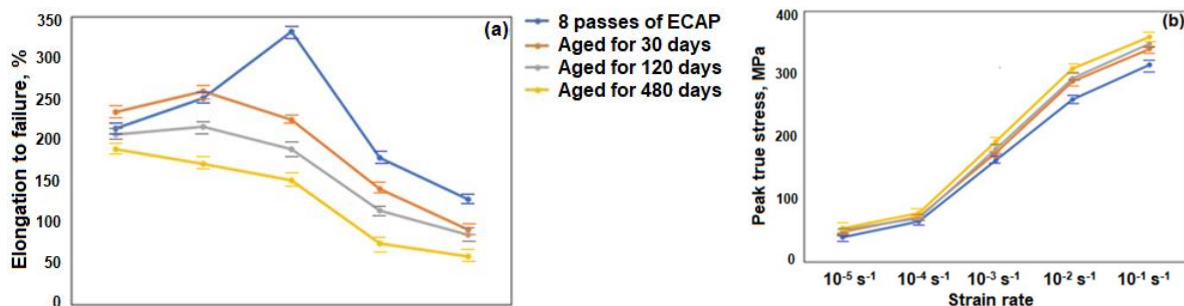 (a)
Elongation to failure, %
350
300
250
200
150
100
50
0
8 passes of ECAP
Aged for 30 days
Aged for 120 days
Aged for 480 days
(b)
Peak true stress, MPa
400
300
200
100
0
10⁻⁵ s⁻¹ 10⁻⁴ s⁻¹ 10⁻³ s⁻¹ 10⁻² s⁻¹ 10⁻¹ s⁻¹
Strain rate